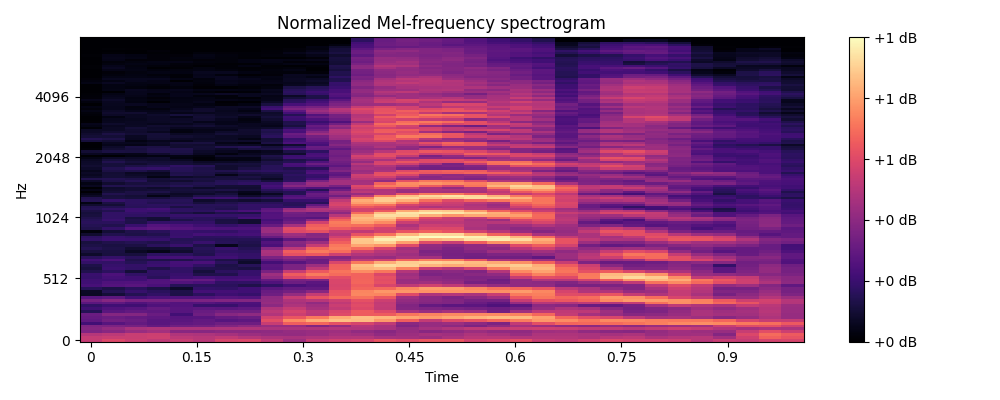 Normalized Mel-frequency spectrogram
Hz
4096
2048
1024
512
0
0 0.15 0.3 0.45 0.6 0.75 0.9
Time
+1 dB
+1 dB
+1 dB
+0 dB
+0 dB
+0 dB